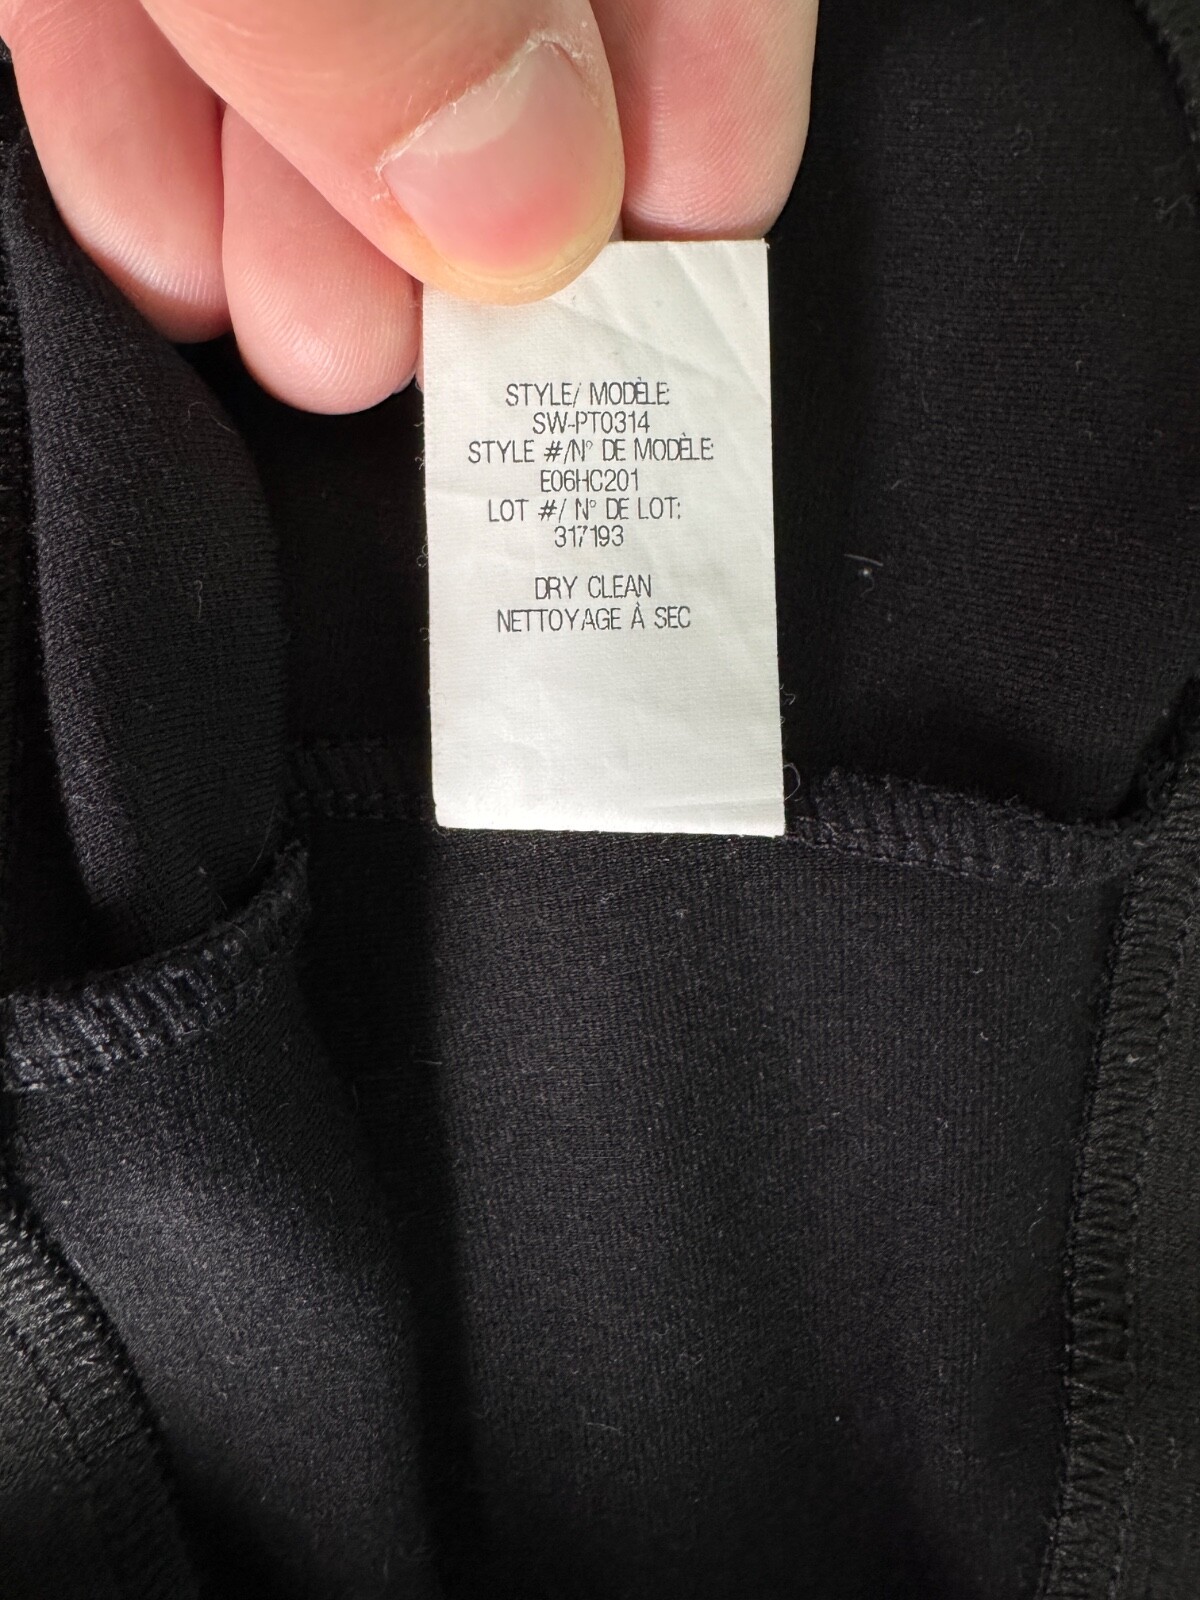 STYLE/ MODÈLE:
SW-PT0314
STYLE #/N° DE MODÈLE:
E06HC201
LOT #/ N° DE LOT:
317193
DRY CLEAN
NETTOYAGE À SEC